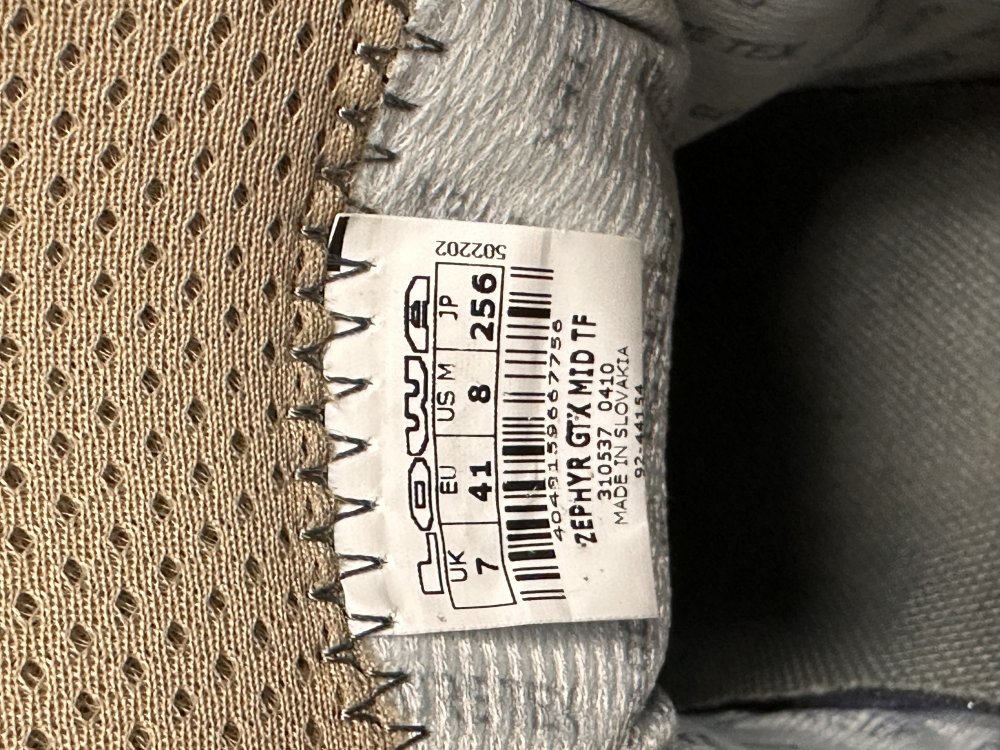 LOWA
UK EU US M JP
7 41 8 256
502202
4049159667758
ZEPHYR GTX MID TF
310537 0410
MADE IN SLOVAKIA
92-44154
TEX